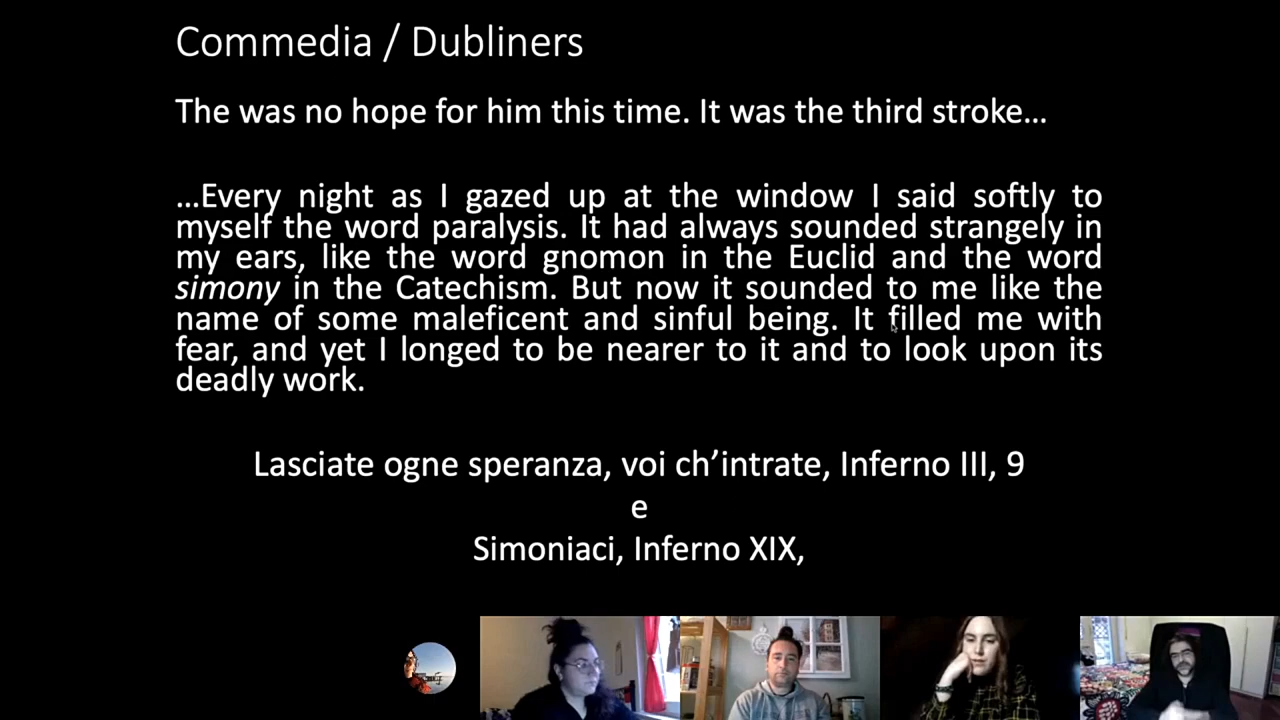 Commedia / Dubliners
The was no hope for him this time. It was the third stroke…
…Every night as I gazed up at the window I said softly to
myself the word paralysis. It had always sounded strangely in
my ears, like the word gnomon in the Euclid and the word
simony in the Catechism. But now it sounded to me like the
name of some maleficent and sinful being. It filled me with
fear, and yet I longed to be nearer to it and to look upon its
deadly work.
Lasciate ogne speranza, voi ch’intrate, Inferno III, 9
e
Simoniaci, Inferno XIX,